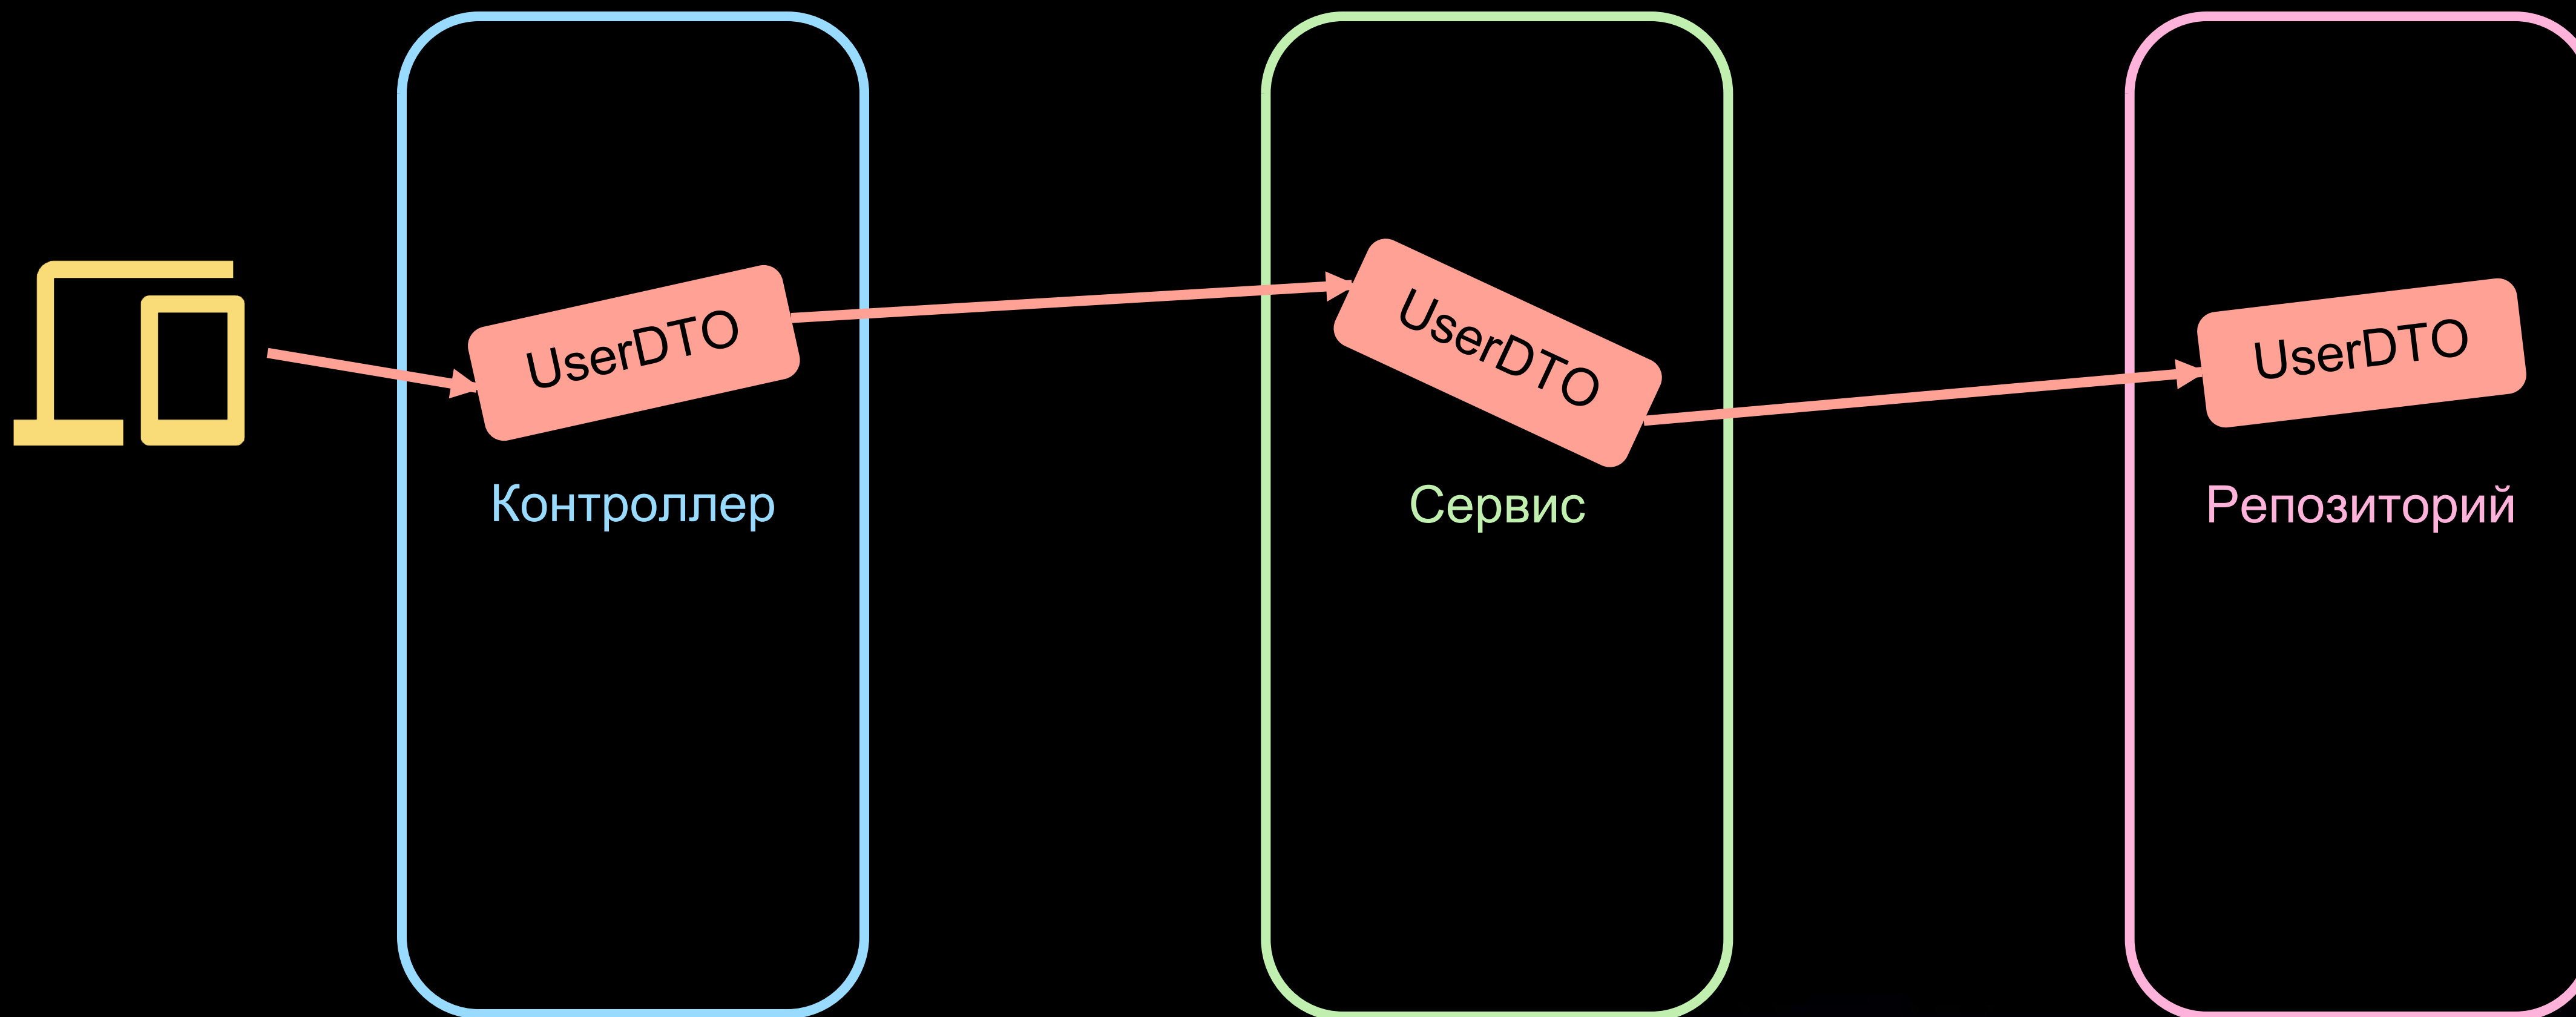 UserDTO
UserDTO
UserDTO
Контроллер
Сервис
Репозиторий